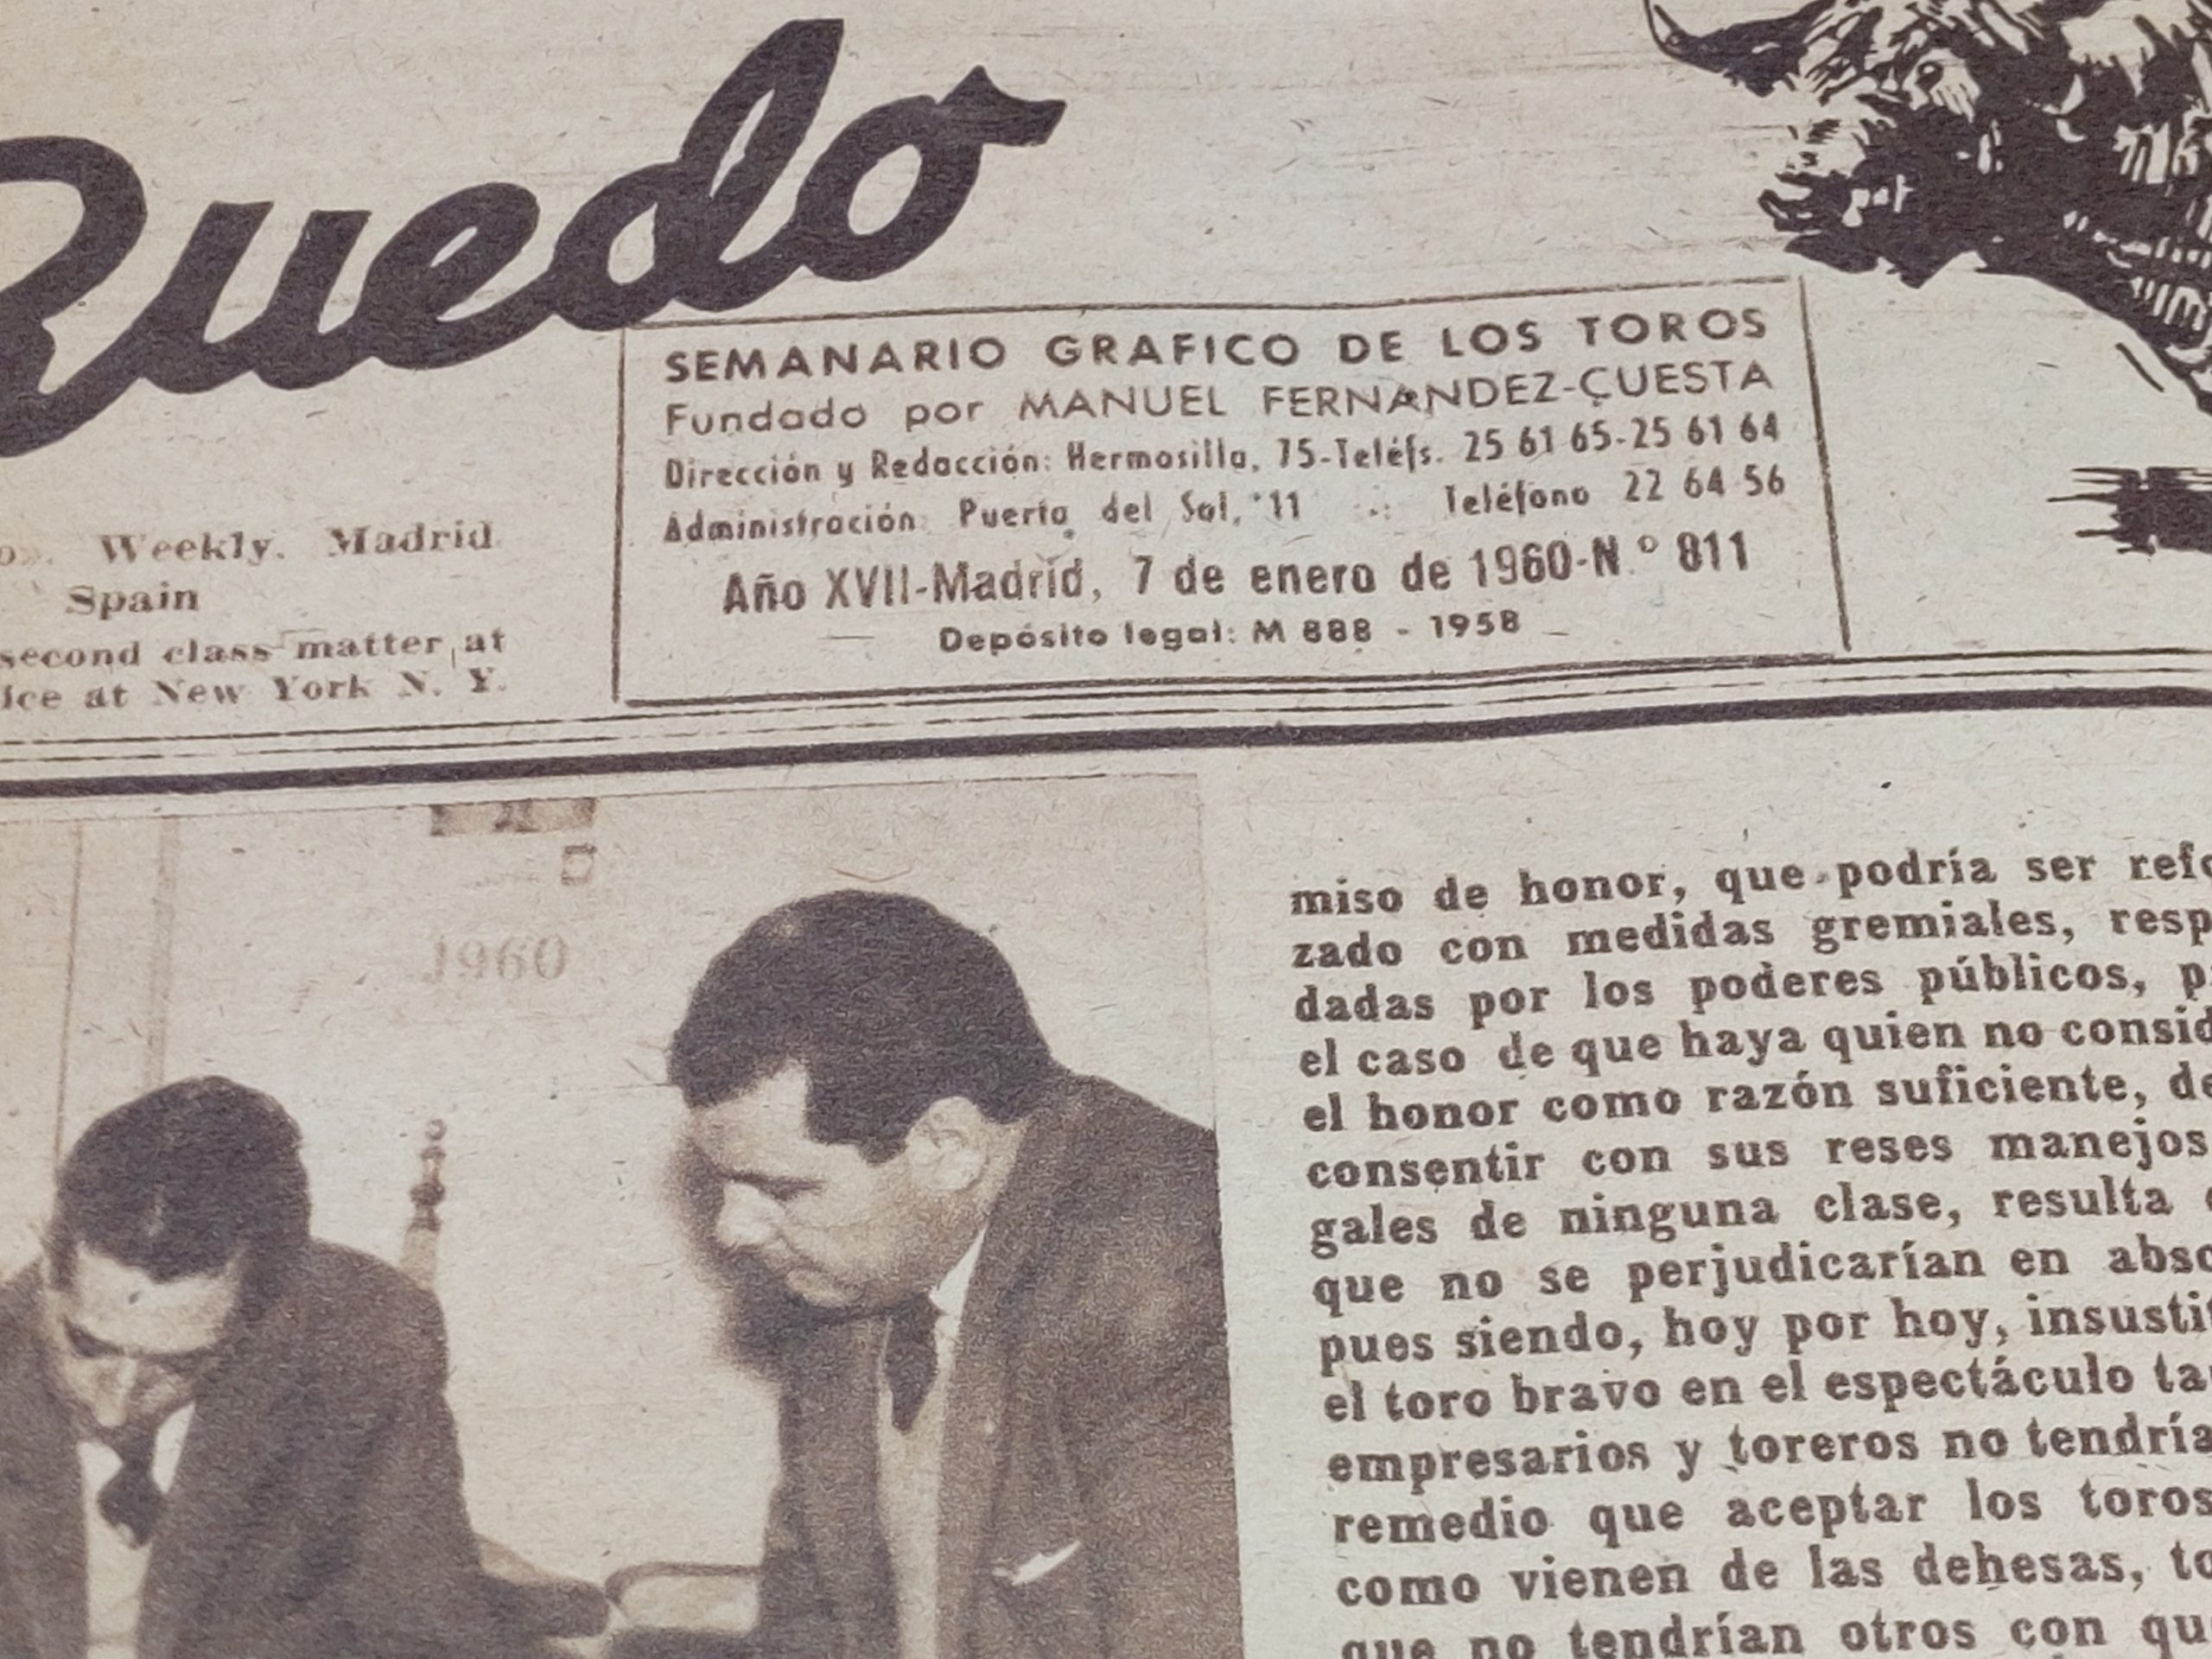 Ruedo
SEMANARIO GRAFICO DE LOS TOROS
Fundado por MANUEL FERNANDEZ-CUESTA
Dirección y Redacción: Hermosilla, 75-Teléfs. 25 61 65-25 61 64
Administración: Puerta del Sol, 11 Teléfono 22 64 56
Año XVII-Madrid, 7 de enero de 1960-N.º 811
Depósito legal: M 888 - 1958
o». Weekly. Madrid
Spain
second class matter at
ice at New York N. Y.
1960
miso de honor, que podría ser refo
zado con medidas gremiales, resp
dadas por los poderes públicos, p
el caso de que haya quien no consid
el honor como razón suficiente, de
consentir con sus reses manejos
gales de ninguna clase, resulta
que no se perjudicarían en abso
pues siendo, hoy por hoy, insusti
el toro bravo en el espectáculo ta
empresarios y toreros no tendría
remedio que aceptar los toros
como vienen de las dehesas, to
que no tendrían otros con qu